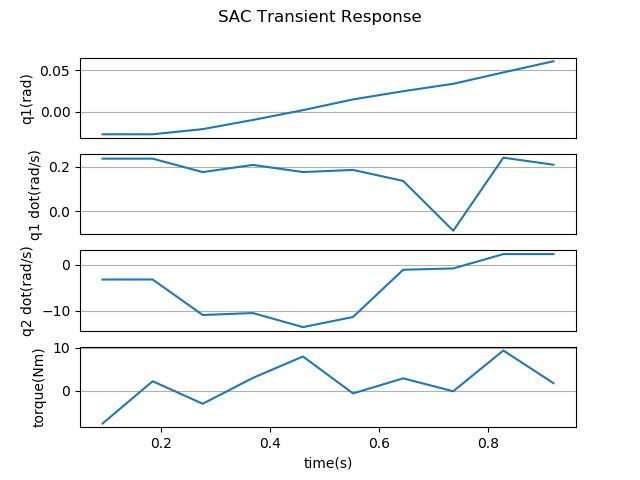 SAC Transient Response
q1(rad)
0.05
0.00
q1 dot(rad/s)
0.2
0.0
q2 dot(rad/s)
0
−10
torque(Nm)
10
0
0.2 0.4 0.6 0.8
time(s)